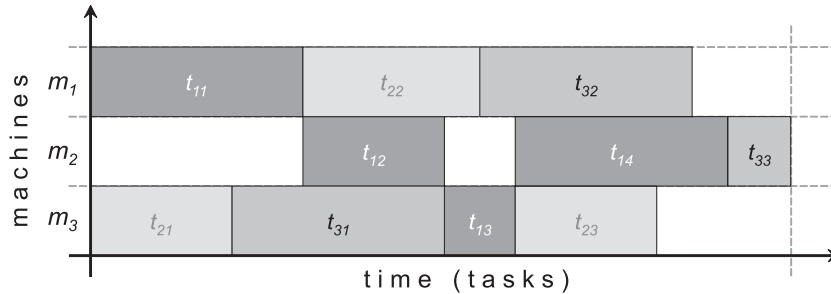 machines
m1 t11 t22 t32
m2 t12 t14 t33
m3 t21 t31 t13 t23
time (tasks)